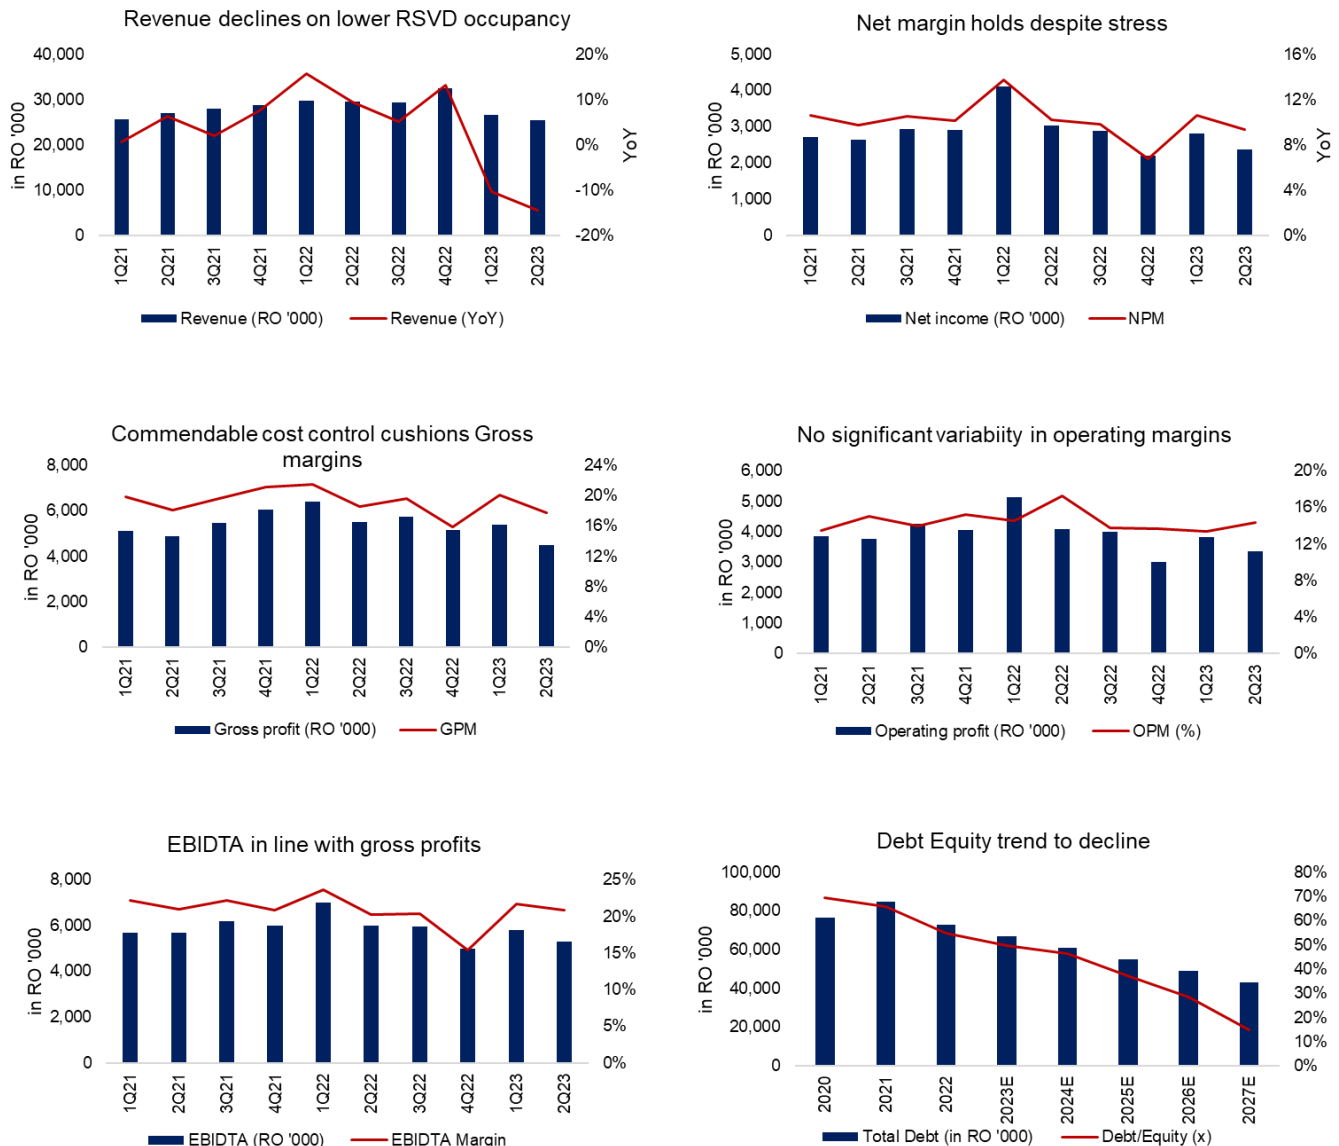 Revenue declines on lower RSVD occupancy
40,000
30,000
20,000
10,000
0
in RO '000
20%
10%
0%
-10%
-20%
YoY
1Q21
2Q21
3Q21
4Q21
1Q22
2Q22
3Q22
4Q22
1Q23
2Q23
Revenue (RO '000)
Revenue (YoY)
Net margin holds despite stress
5,000
4,000
3,000
2,000
1,000
0
in RO '000
16%
12%
8%
4%
0%
YoY
1Q21
2Q21
3Q21
4Q21
1Q22
2Q22
3Q22
4Q22
1Q23
2Q23
Net income (RO '000)
NPM
Commendable cost control cushions Gross
margins
8,000
6,000
4,000
2,000
0
in RO '000
24%
20%
16%
12%
8%
4%
0%
1Q21
2Q21
3Q21
4Q21
1Q22
2Q22
3Q22
4Q22
1Q23
2Q23
Gross profit (RO '000)
GPM
No significant variabiity in operating margins
6,000
5,000
4,000
3,000
2,000
1,000
0
in RO '000
20%
16%
12%
8%
4%
0%
1Q21
2Q21
3Q21
4Q21
1Q22
2Q22
3Q22
4Q22
1Q23
2Q23
Operating profit (RO '000)
OPM (%)
EBIDTA in line with gross profits
8,000
6,000
4,000
2,000
0
in RO '000
25%
20%
15%
10%
5%
0%
1Q21
2Q21
3Q21
4Q21
1Q22
2Q22
3Q22
4Q22
1Q23
2Q23
EBIDTA (RO '000)
EBIDTA Margin
Debt Equity trend to decline
100,000
80,000
60,000
40,000
20,000
0
in RO '000
80%
70%
60%
50%
40%
30%
20%
10%
0%
2020
2021
2022
2023E
2024E
2025E
2026E
2027E
Total Debt (in RO '000)
Debt/Equity (x)